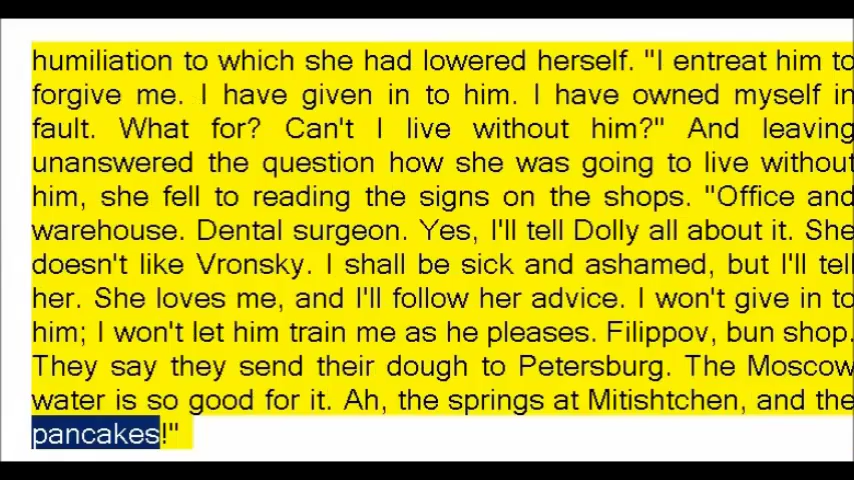 humiliation to which she had lowered herself. "I entreat him to
forgive me. I have given in to him. I have owned myself in
fault. What for? Can't I live without him?" And leaving
unanswered the question how she was going to live without
him, she fell to reading the signs on the shops. "Office and
warehouse. Dental surgeon. Yes, I'll tell Dolly all about it. She
doesn't like Vronsky. I shall be sick and ashamed, but I'll tell
her. She loves me, and I'll follow her advice. I won't give in to
him; I won't let him train me as he pleases. Filippov, bun shop.
They say they send their dough to Petersburg. The Moscow
water is so good for it. Ah, the springs at Mitishtchen, and the
pancakes!"